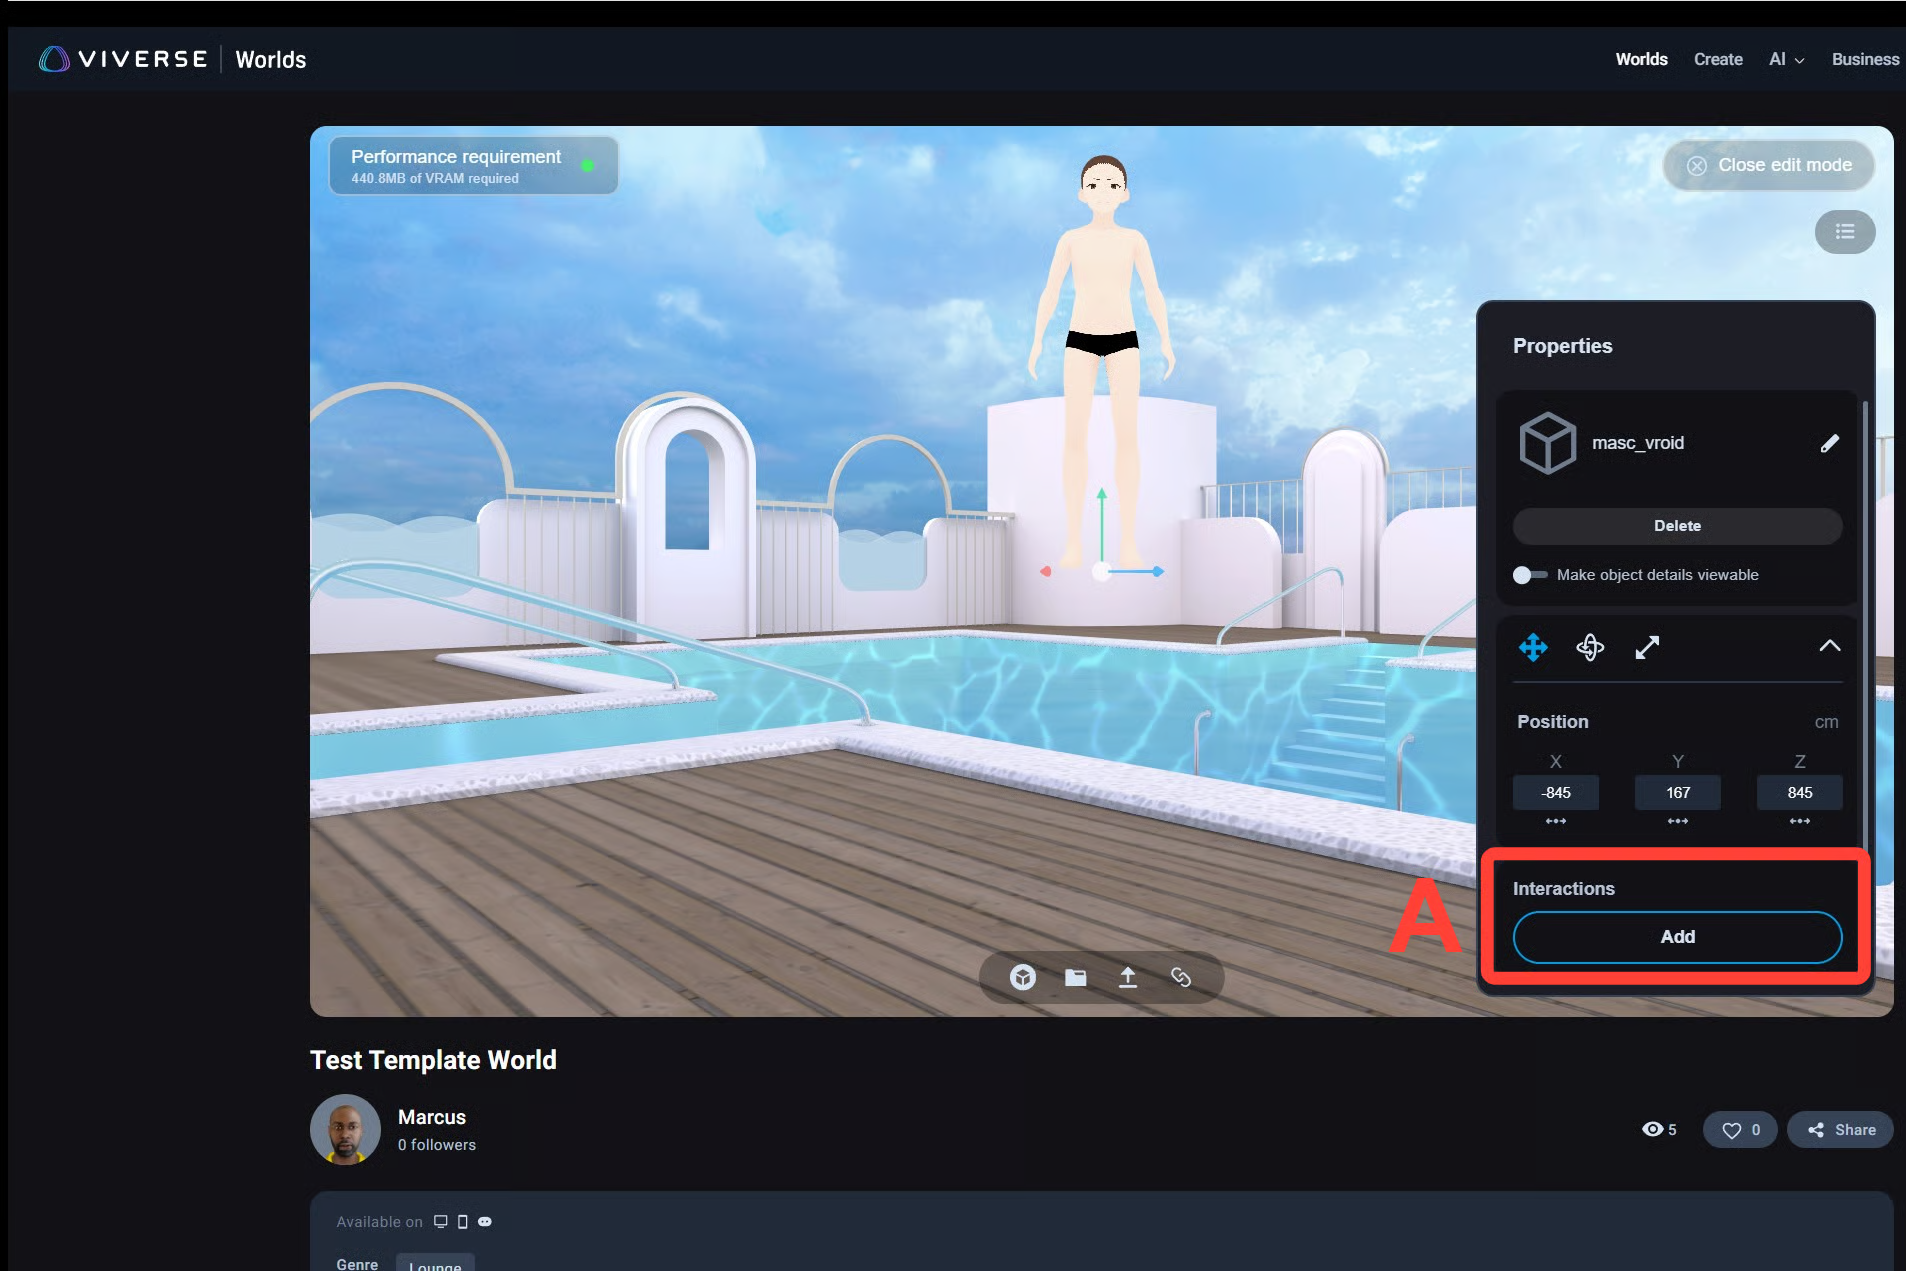 VIVERSE | Worlds
Worlds Create AI Business
Performance requirement
440.8MB of VRAM required
Close edit mode
Properties
masc_vroid
Delete
Make object details viewable
Position cm
X Y Z
-845 167 845
Interactions
Add
A
Test Template World
Marcus
0 followers
5 0 Share
Available on
Genre Lounge